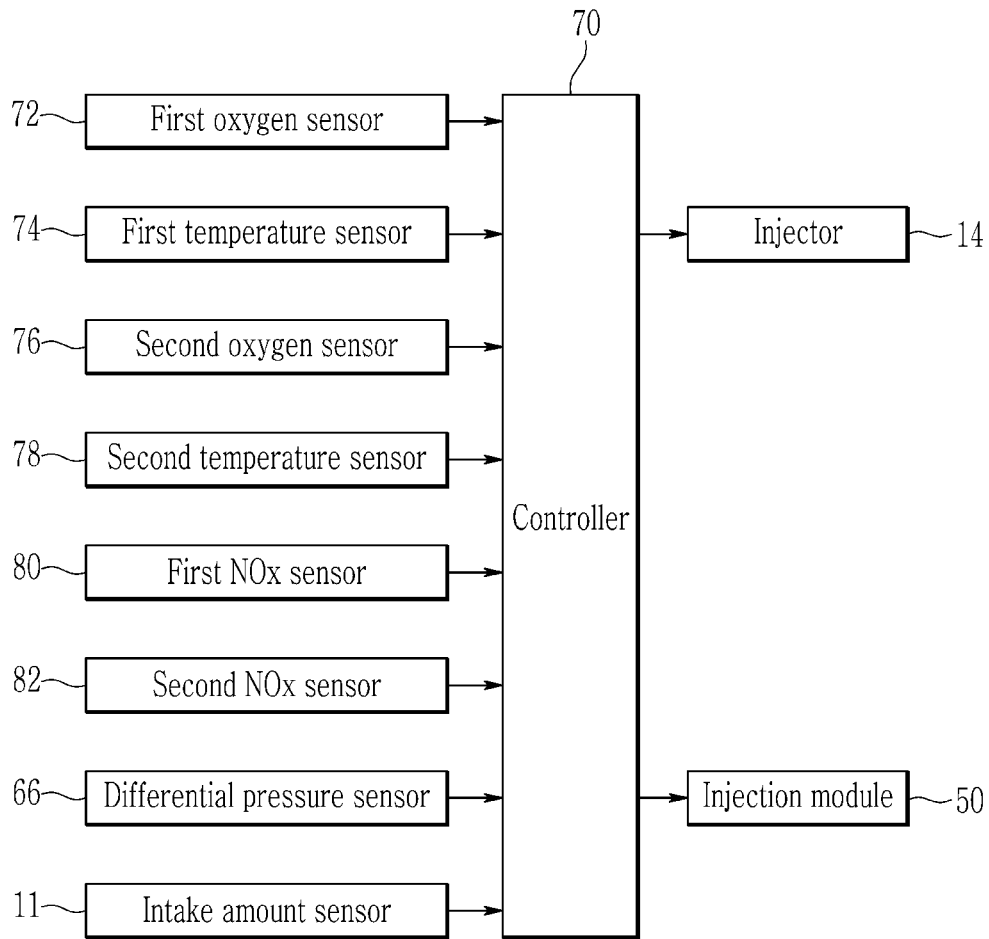 70
72 First oxygen sensor
74 First temperature sensor Injector 14
76 Second oxygen sensor
78 Second temperature sensor
Controller
80 First NOx sensor
82 Second NOx sensor
66 Differential pressure sensor Injection module 50
11 Intake amount sensor